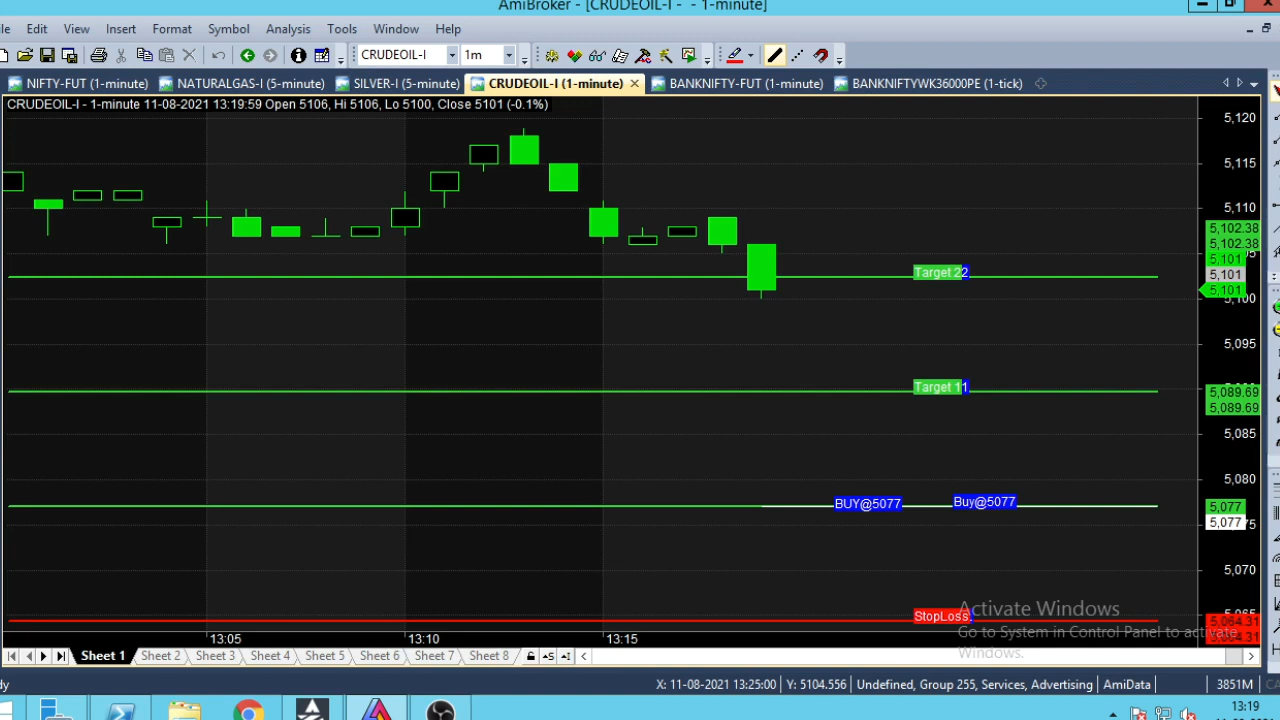 AmiBroker - [CRUDEOIL-I - - 1-minute]
Edit View Insert Format Symbol Analysis Tools Window Help
CRUDEOIL-I 1m
NIFTY-FUT (1-minute) NATURALGAS-I (5-minute) SILVER-I (5-minute) CRUDEOIL-I (1-minute) BANKNIFTY-FUT (1-minute) BANKNIFTYWK36000PE (1-tick)
CRUDEOIL-I - 1-minute 11-08-2021 13:19:59 Open 5106, Hi 5106, Lo 5100, Close 5101 (-0.1%)
5,120
5,115
5,110
5,102.38
5,102.38
5,101
Target 22
5,101
5,101
5,100
5,095
Target 11
5,089.69
5,089.69
5,085
5,080
BUY@5077 Buy@5077
5,077
5,077
5,070
Activate Windows
StopLoss
5,064.31
Go to System in Control Panel to activate
Windows.
13:05 13:10 13:15
Sheet 1 Sheet 2 Sheet 3 Sheet 4 Sheet 5 Sheet 6 Sheet 7 Sheet 8
X: 11-08-2021 13:25:00 Y: 5104.556 Undefined, Group 255, Services, Advertising AmiData 3851M
13:19